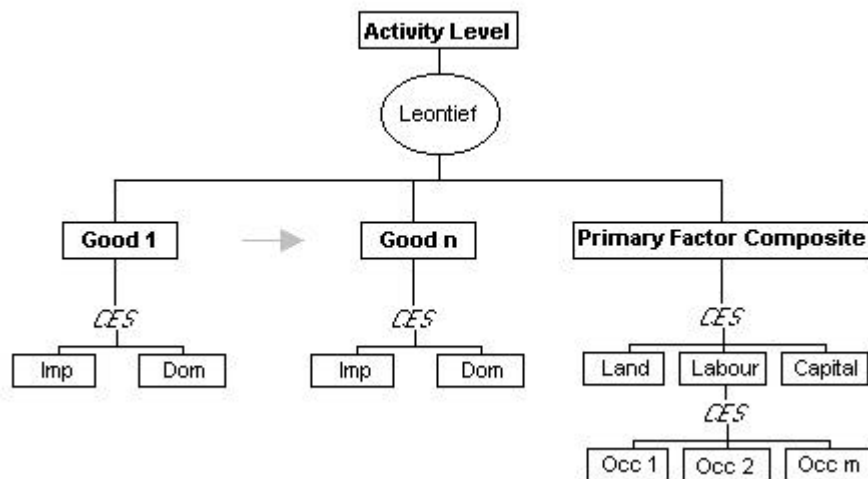 Activity Level
Leontief
Good 1
Good n
Primary Factor Composite
CES
CES
CES
Imp
Dom
Imp
Dom
Land
Labour
Capital
CES
Occ 1
Occ 2
Occ m